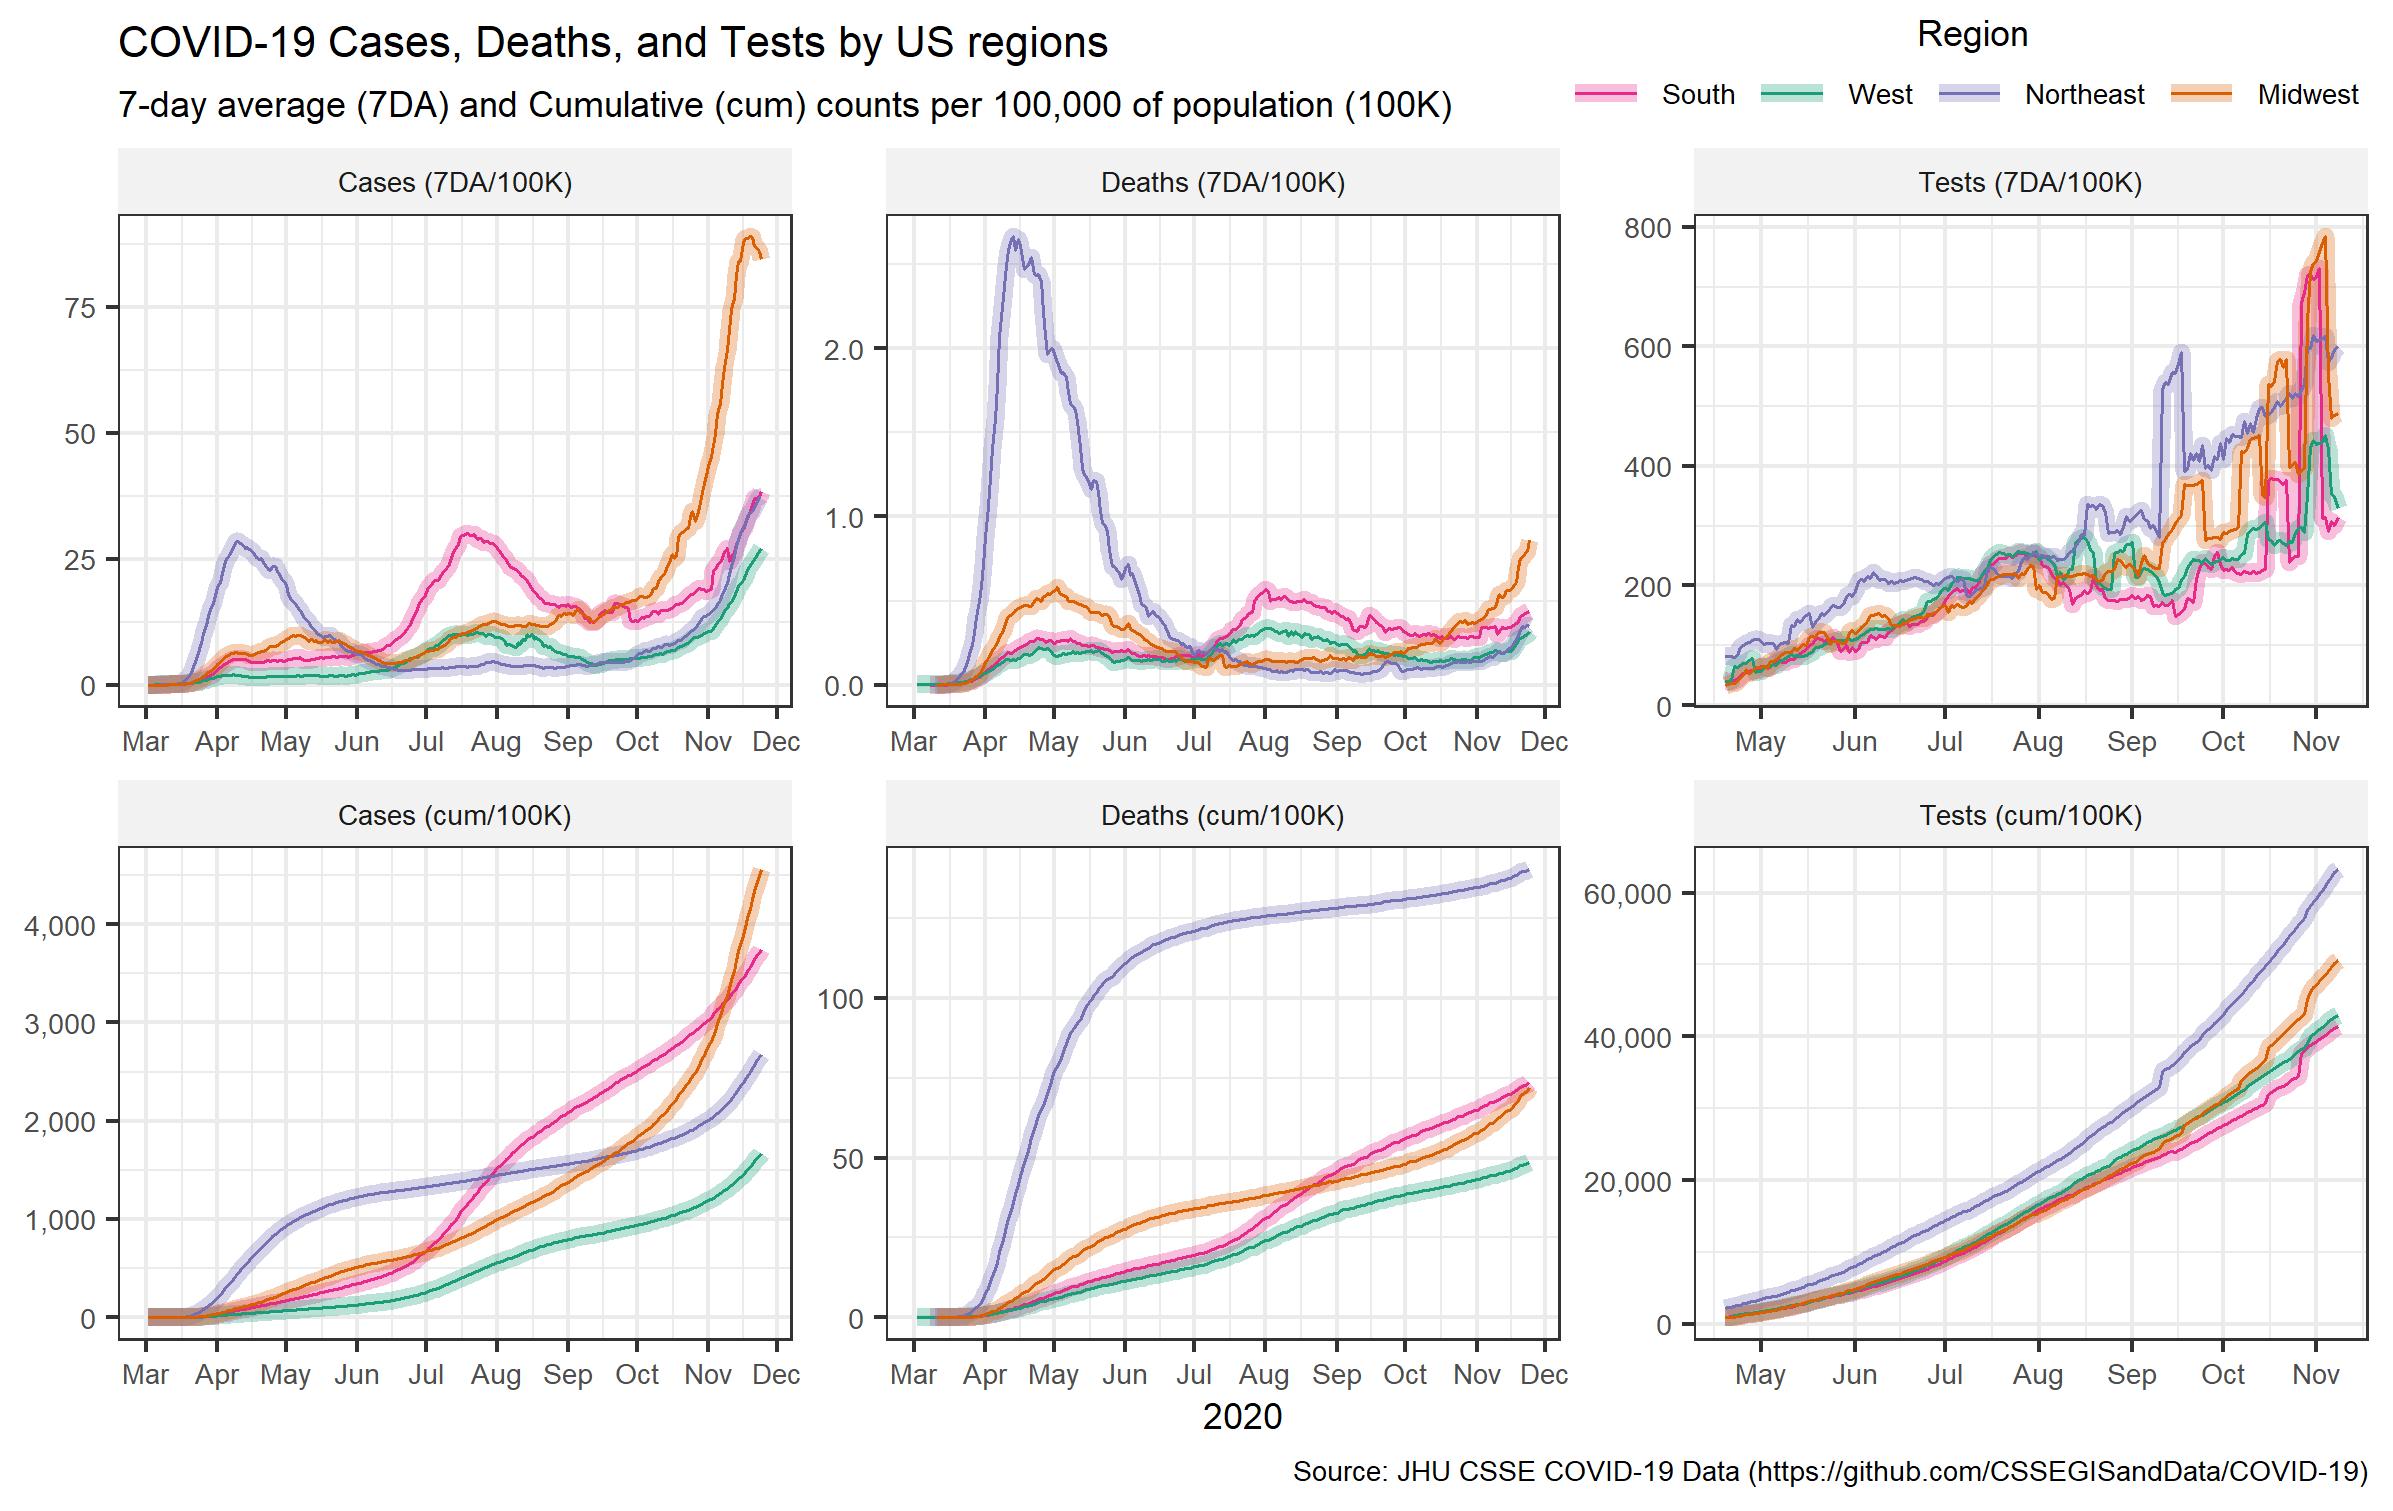 COVID-19 Cases, Deaths, and Tests by US regions
7-day average (7DA) and Cumulative (cum) counts per 100,000 of population (100K)
Region
South West Northeast Midwest
Cases (7DA/100K)
75
50
25
0
Mar Apr May Jun Jul Aug Sep Oct Nov Dec
Deaths (7DA/100K)
2.0
1.0
0.0
Mar Apr May Jun Jul Aug Sep Oct Nov Dec
Tests (7DA/100K)
800
600
400
200
0
May Jun Jul Aug Sep Oct Nov
Cases (cum/100K)
4,000
3,000
2,000
1,000
0
Mar Apr May Jun Jul Aug Sep Oct Nov Dec
Deaths (cum/100K)
100
50
0
Mar Apr May Jun Jul Aug Sep Oct Nov Dec
Tests (cum/100K)
60,000
40,000
20,000
0
May Jun Jul Aug Sep Oct Nov
2020
Source: JHU CSSE COVID-19 Data (https://github.com/CSSEGISandData/COVID-19)